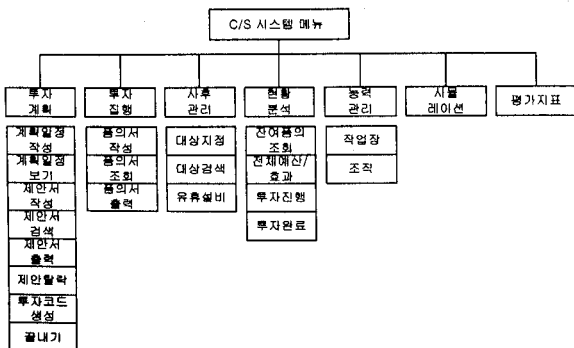 C/S 시스템 메뉴
투자
계획
투자
집행
사후
관리
현황
분석
능력
관리
시뮬
레이션
평가지표
계획일정
작성
계획일정
보기
제안서
작성
제안서
검색
제안서
출력
제안탈락
투자코드
생성
끝내기
품의서
작성
품의서
조회
품의서
출력
대상지정
대상검색
유휴설비
잔여품의
조회
전체예산/
효과
투자진행
투자완료
작업장
조작